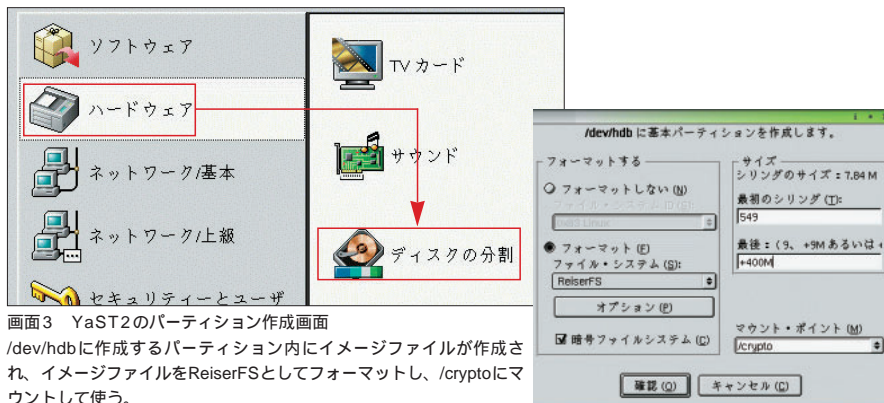 ソフトウェア
ハードウェア
ネットワーク/基本
ネットワーク/上級
セキュリティーとユーザ
TVカード
サウンド
ディスクの分割
/dev/hdb に基本パーティションを作成します。
フォーマットする
フォーマットしない (N)
フォーマット (F)
ファイル・システム (S):
ReiserFS
オプション (P)
暗号ファイルシステム (C)
サイズ
シリンダのサイズ : 7.84 M
最初のシリンダ (T):
549
最後 : (9、 +9M あるいは +
+400M
マウント・ポイント (M)
/crypto
確認 (O)
キャンセル (C)
画面3 YaST2のパーティション作成画面
/dev/hdbに作成するパーティション内にイメージファイルが作成さ
れ、イメージファイルをReiserFSとしてフォーマットし、/cryptoにマ
ウントして使う。